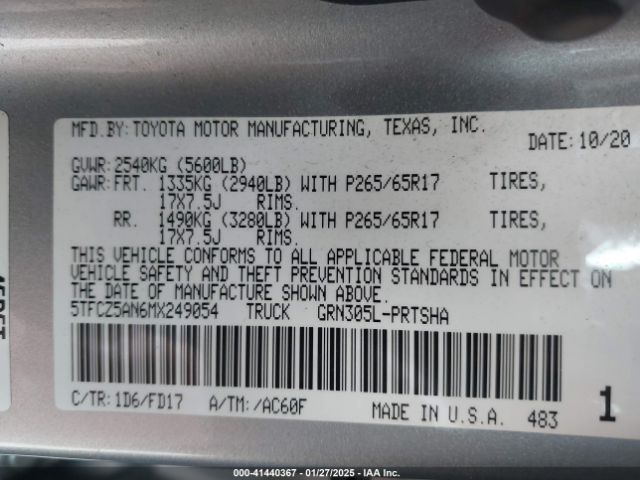 MFD.BY: TOYOTA MOTOR MANUFACTURING, TEXAS, INC.
DATE: 10/20
GVWR: 2540KG (5600LB)
GAWR: FRT. 1335KG (2940LB) WITH P265/65R17 TIRES,
17X7.5J RIMS.
RR. 1490KG (3280LB) WITH P265/65R17 TIRES,
17X7.5J RIMS.
THIS VEHICLE CONFORMS TO ALL APPLICABLE FEDERAL MOTOR
VEHICLE SAFETY AND THEFT PREVENTION STANDARDS IN EFFECT ON
THE DATE OF MANUFACTURE SHOWN ABOVE.
5TFCZ5AN6MX249054 TRUCK GRN305L-PRTSHA
C/TR: 1D6/FD17 A/TM: /AC60F MADE IN U.S.A. 483
1
000-41440367 - 01/27/2025 - IAA Inc.